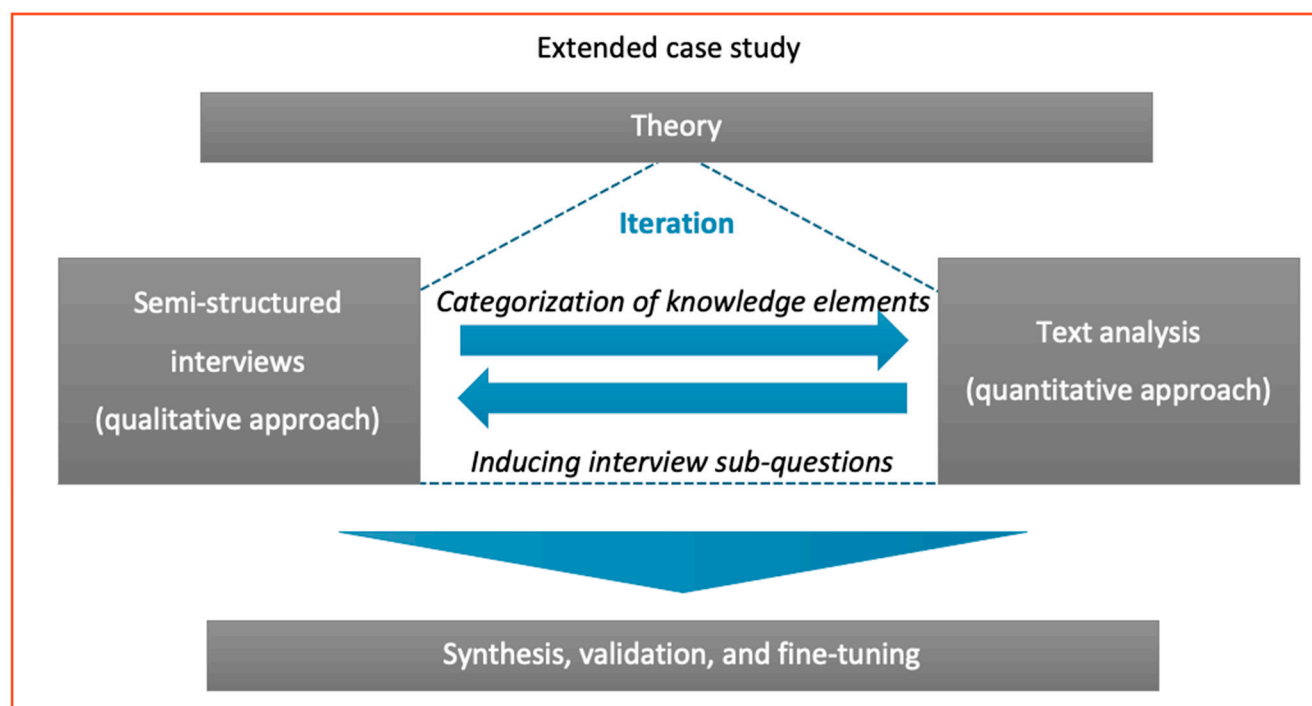 Extended case study
Theory
Iteration
Semi-structured
interviews
(qualitative approach)
Categorization of knowledge elements
Inducing interview sub-questions
Text analysis
(quantitative approach)
Synthesis, validation, and fine-tuning